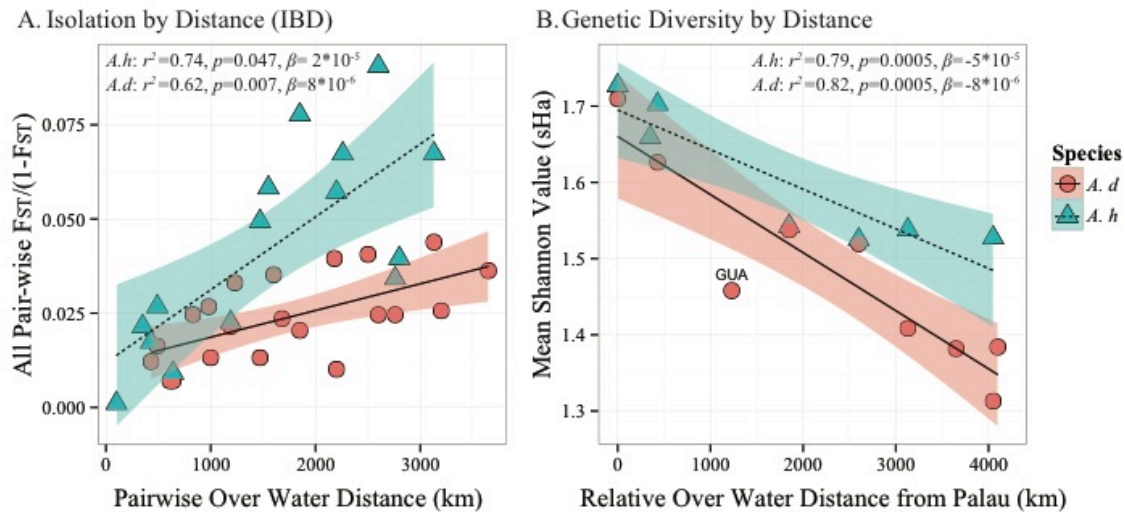 A. Isolation by Distance (IBD)
A.h: r²=0.74, p=0.047, β= 2*10⁻⁵
A.d: r²=0.62, p=0.007, β=8*10⁻⁶
All Pair-wise FST/(1-FST)
0.075
0.050
0.025
0.000
0
1000
2000
3000
Pairwise Over Water Distance (km)
B. Genetic Diversity by Distance
A.h: r²=0.79, p=0.0005, β=-5*10⁻⁵
A.d: r²=0.82, p=0.0005, β=-8*10⁻⁶
Mean Shannon Value (sHa)
1.7
1.6
1.5
1.4
1.3
GUA
0
1000
2000
3000
4000
Relative Over Water Distance from Palau (km)
Species
A. d
A. h